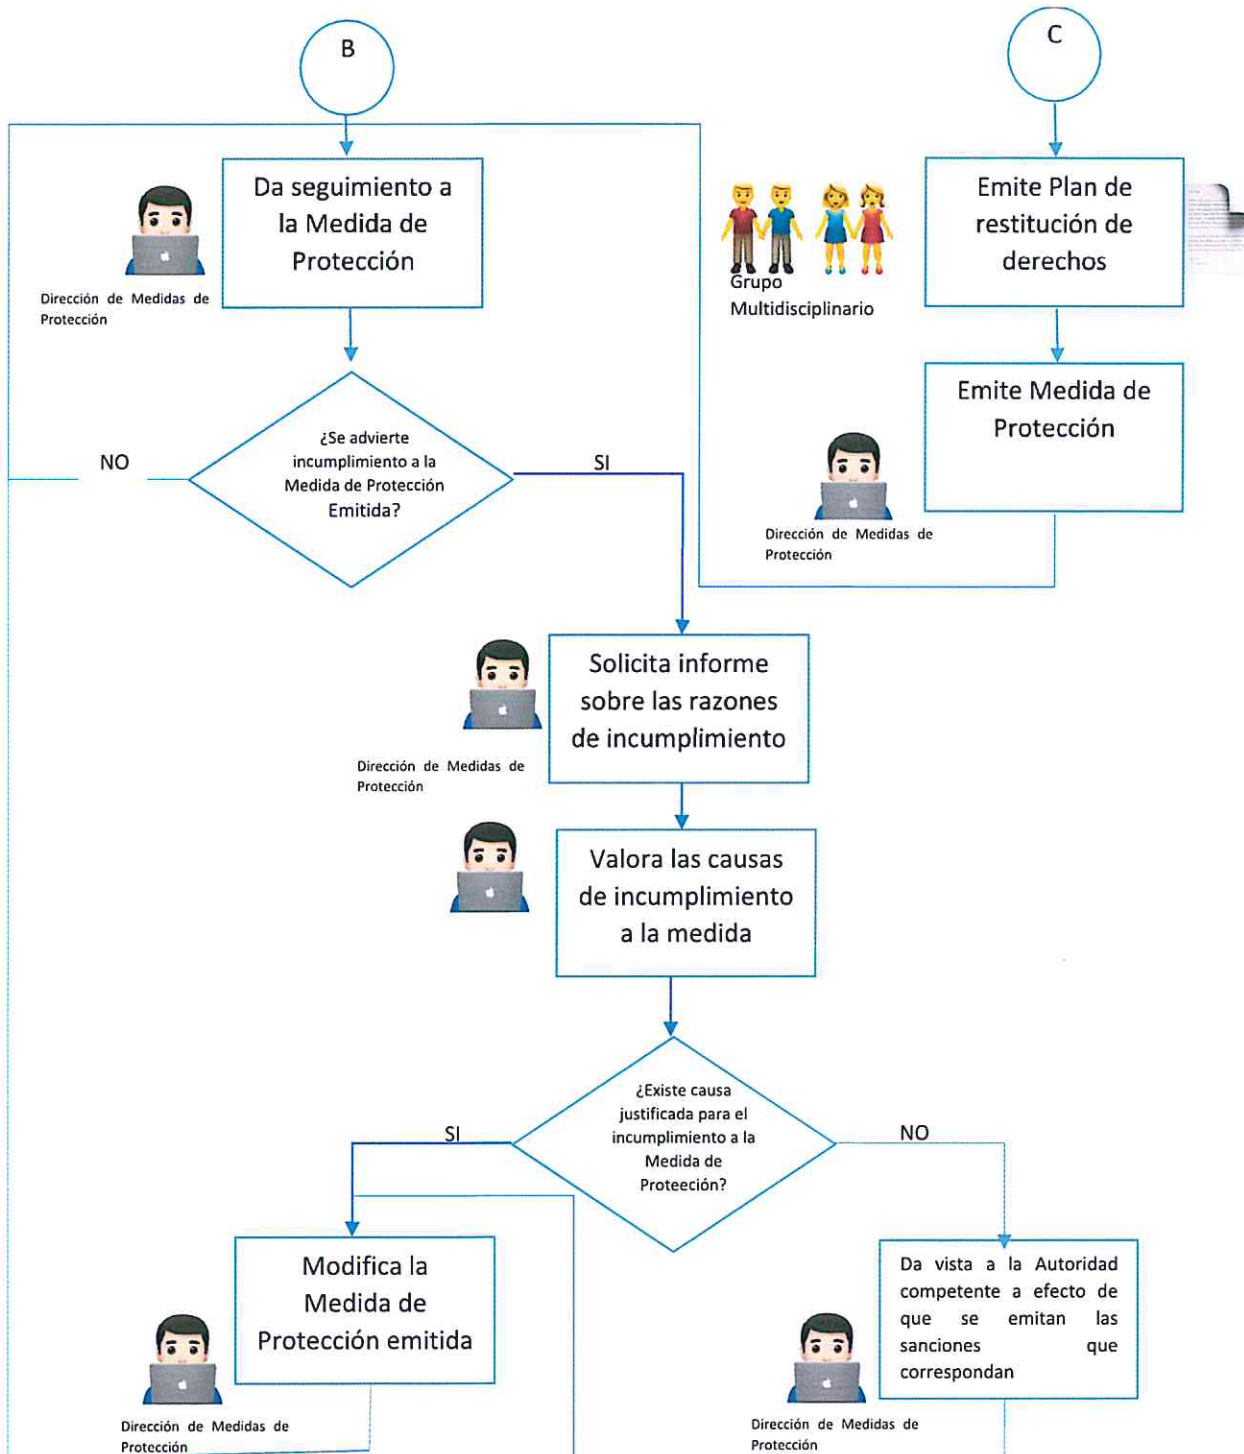 B
C
Da seguimiento a
la Medida de
Protección
Dirección de Medidas de
Protección
Grupo
Multidisciplinario
Emite Plan de
restitución de
derechos
Emite Medida de
Protección
Dirección de Medidas de
Protección
¿Se advierte
incumplimiento a la
Medida de Protección
Emitida?
NO
SI
Solicita informe
sobre las razones
de incumplimiento
Dirección de Medidas de
Protección
Valora las causas
de incumplimiento
a la medida
¿Existe causa
justificada para el
incumplimiento a la
Medida de
Proteeción?
SI
NO
Modifica la
Medida de
Protección emitida
Dirección de Medidas de
Protección
Da vista a la Autoridad
competente a efecto de
que se emitan las
sanciones que
correspondan
Dirección de Medidas de
Protección